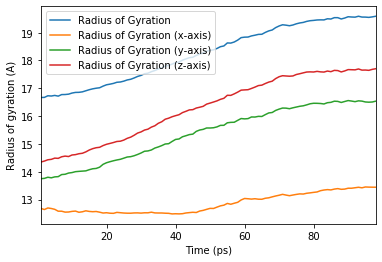 Radius of Gyration
Radius of Gyration (x-axis)
Radius of Gyration (y-axis)
Radius of Gyration (z-axis)
Radius of gyration (A)
19
18
17
16
15
14
13
20 40 60 80
Time (ps)